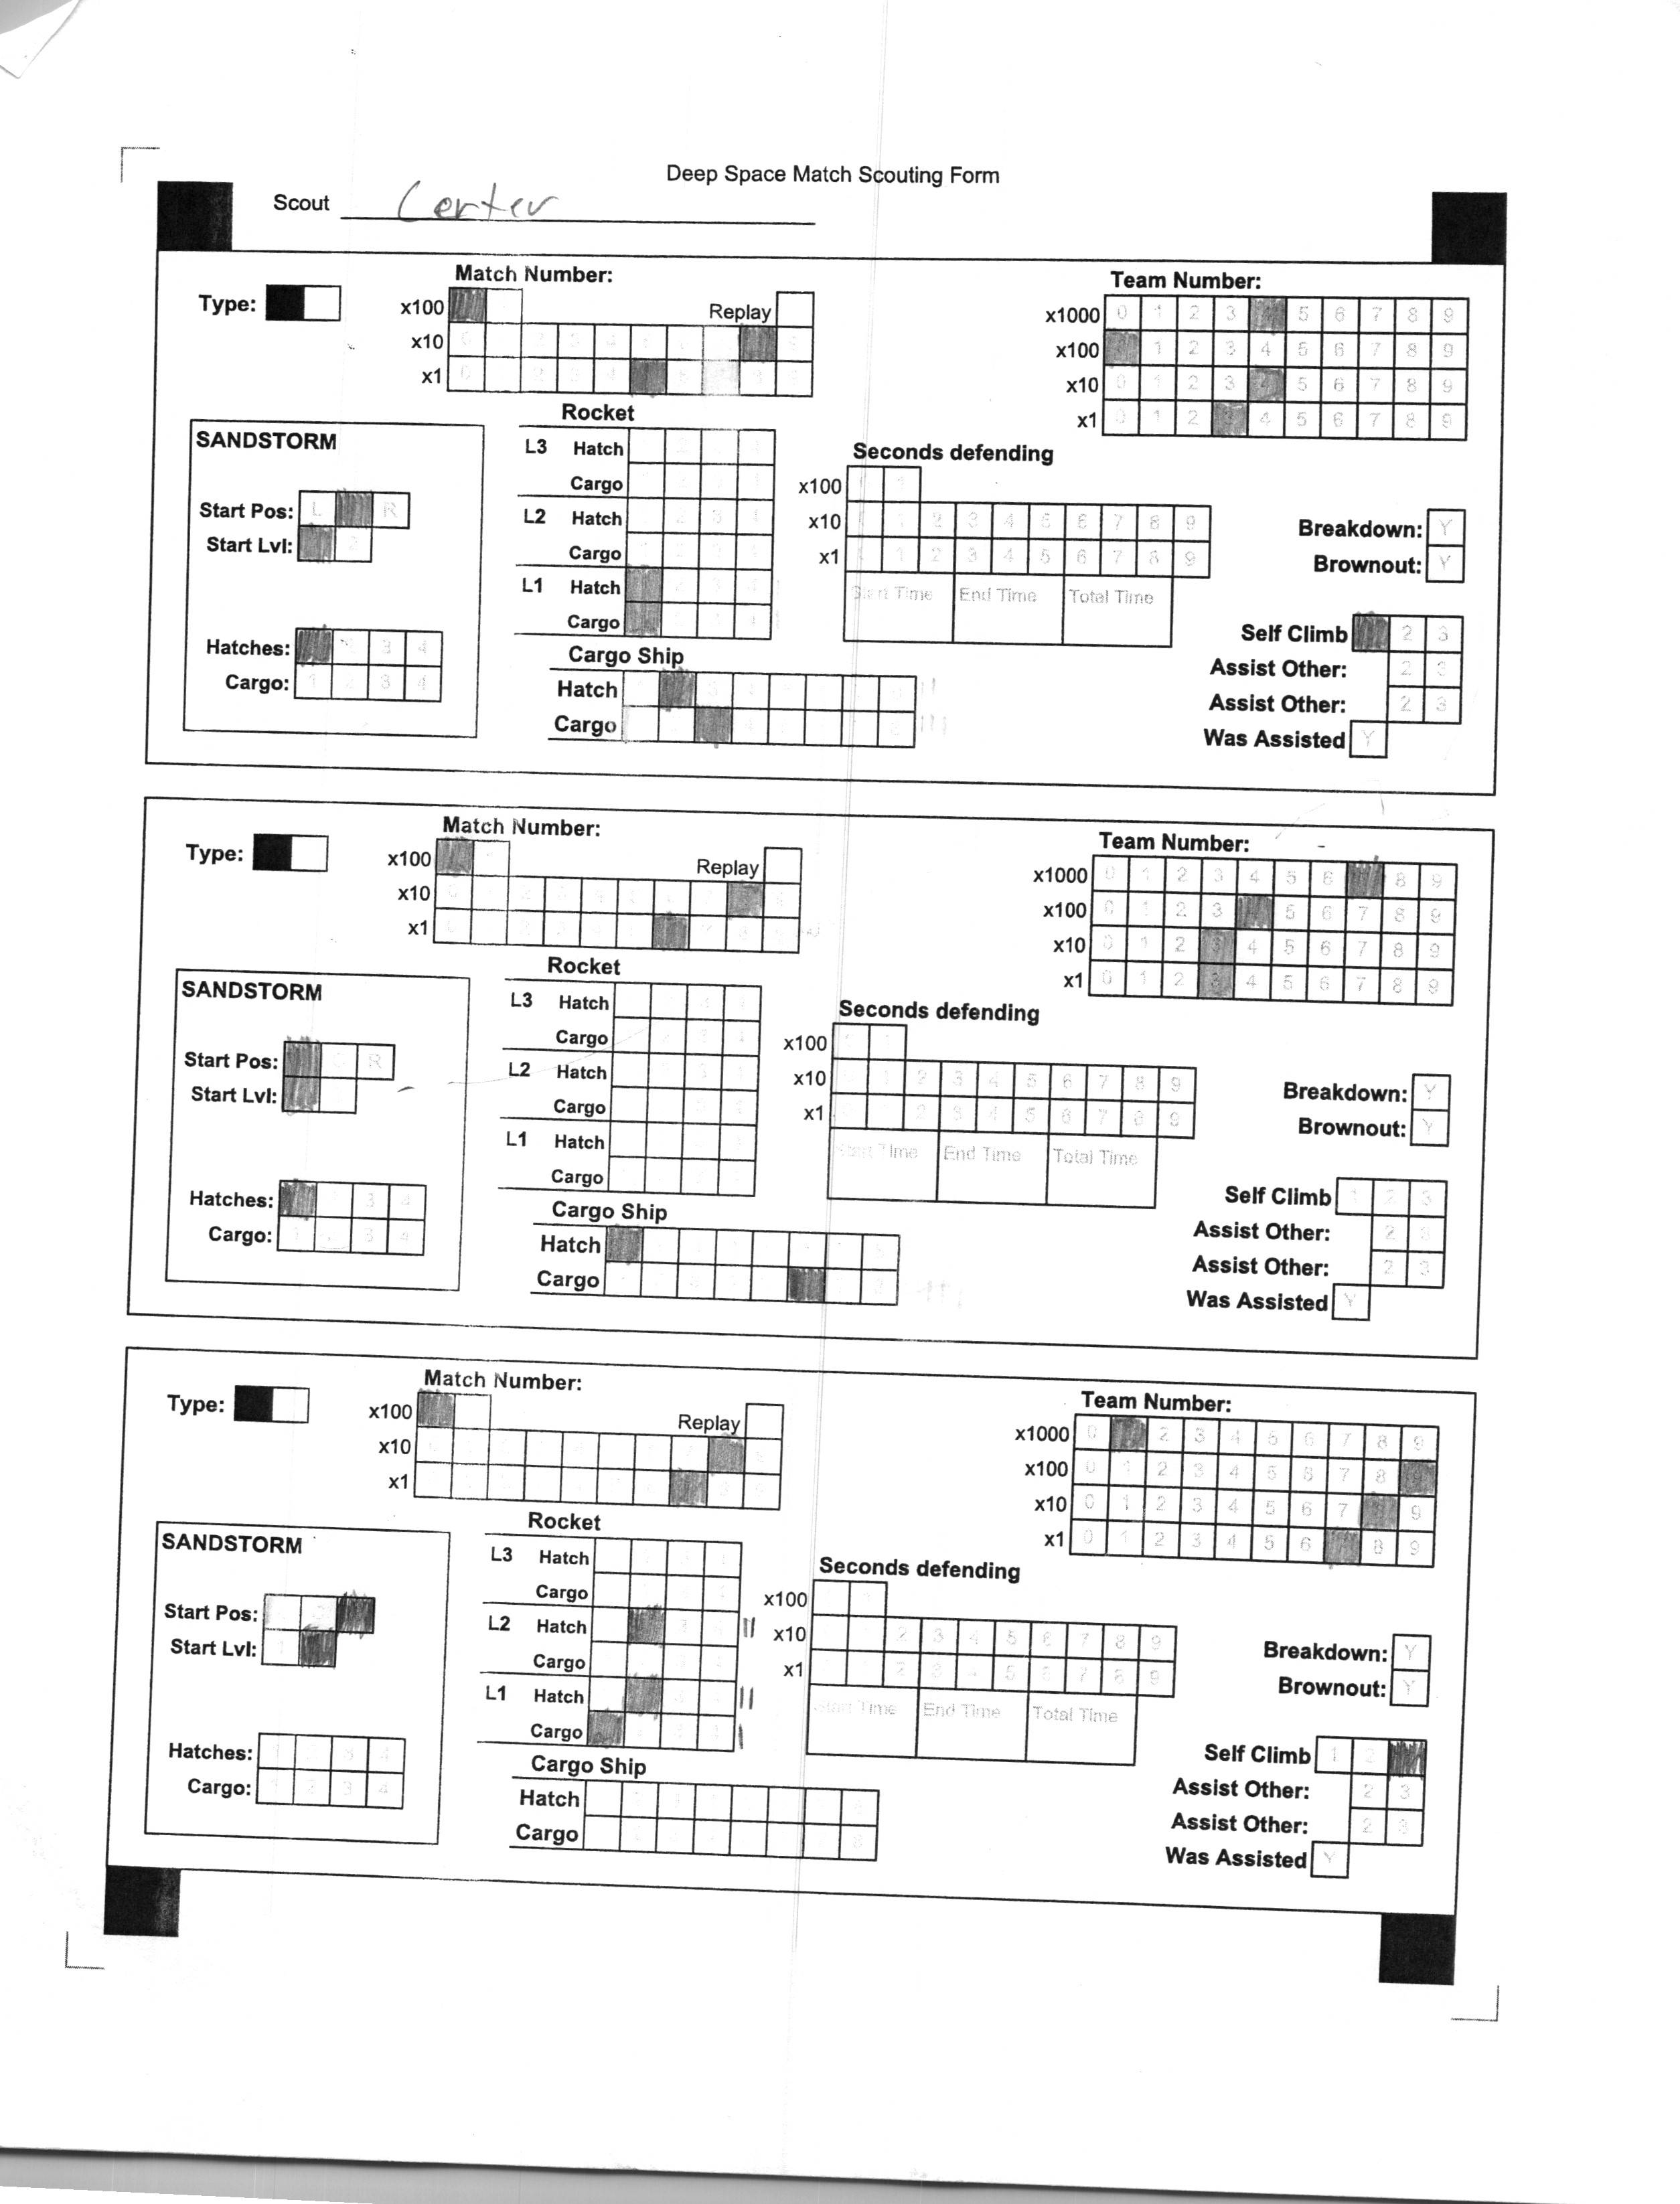 Deep Space Match Scouting Form
Scout
Type:
Match Number:
x100
Replay
x10
x1
Team Number:
x1000 0 1 2 3 5 6 7 8 9
x100 1 2 3 4 5 6 7 8 9
x10 0 1 2 3 4 5 6 7 8 9
x1 0 1 2 4 5 6 7 8 9
SANDSTORM
Start Pos: L R
Start Lvl: 2
Hatches: 3 4
Cargo: 1 2 3 4
Rocket
L3 Hatch
Cargo
L2 Hatch
Cargo
L1 Hatch
Cargo
Cargo Ship
Hatch
Cargo
Seconds defending
x100
x10 1 2 3 4 5 6 7 8 9
x1 1 2 3 4 5 6 7 8 9
Start Time End Time Total Time
Breakdown: Y
Brownout: Y
Self Climb 2 3
Assist Other: 2 3
Assist Other: 2 3
Was Assisted Y
Type:
Match Number:
x100
Replay
x10
x1
Team Number:
x1000 0 1 2 3 4 5 6 8 9
x100 0 1 2 3 5 6 7 8 9
x10 0 1 2 3 4 5 6 7 8 9
x1 0 1 2 3 4 5 6 7 8 9
SANDSTORM
Start Pos: R
Start Lvl:
Hatches: 3 4
Cargo: 1 3 4
Rocket
L3 Hatch
Cargo
L2 Hatch
Cargo
L1 Hatch
Cargo
Cargo Ship
Hatch
Cargo
Seconds defending
x100
x10 1 2 3 4 5 6 7 8 9
x1 1 2 3 4 5 6 7 8 9
Start Time End Time Total Time
Breakdown: Y
Brownout: Y
Self Climb 1 2 3
Assist Other: 2 3
Assist Other: 2 3
Was Assisted Y
Type:
Match Number:
x100
Replay
x10
x1
Team Number:
x1000 0 2 3 4 5 6 7 8 9
x100 0 1 2 3 4 5 6 7 8
x10 0 1 2 3 4 5 6 7 9
x1 0 1 2 3 4 5 6 8 9
SANDSTORM
Start Pos:
Start Lvl:
Hatches: 1 2 3 4
Cargo: 1 2 3 4
Rocket
L3 Hatch
Cargo
L2 Hatch
Cargo
L1 Hatch
Cargo
Cargo Ship
Hatch
Cargo
Seconds defending
x100
x10 2 3 4 5 6 7 8 9
x1 2 3 4 5 6 7 8 9
Start Time End Time Total Time
Breakdown: Y
Brownout: Y
Self Climb 1 2
Assist Other: 2 3
Assist Other: 2 3
Was Assisted Y